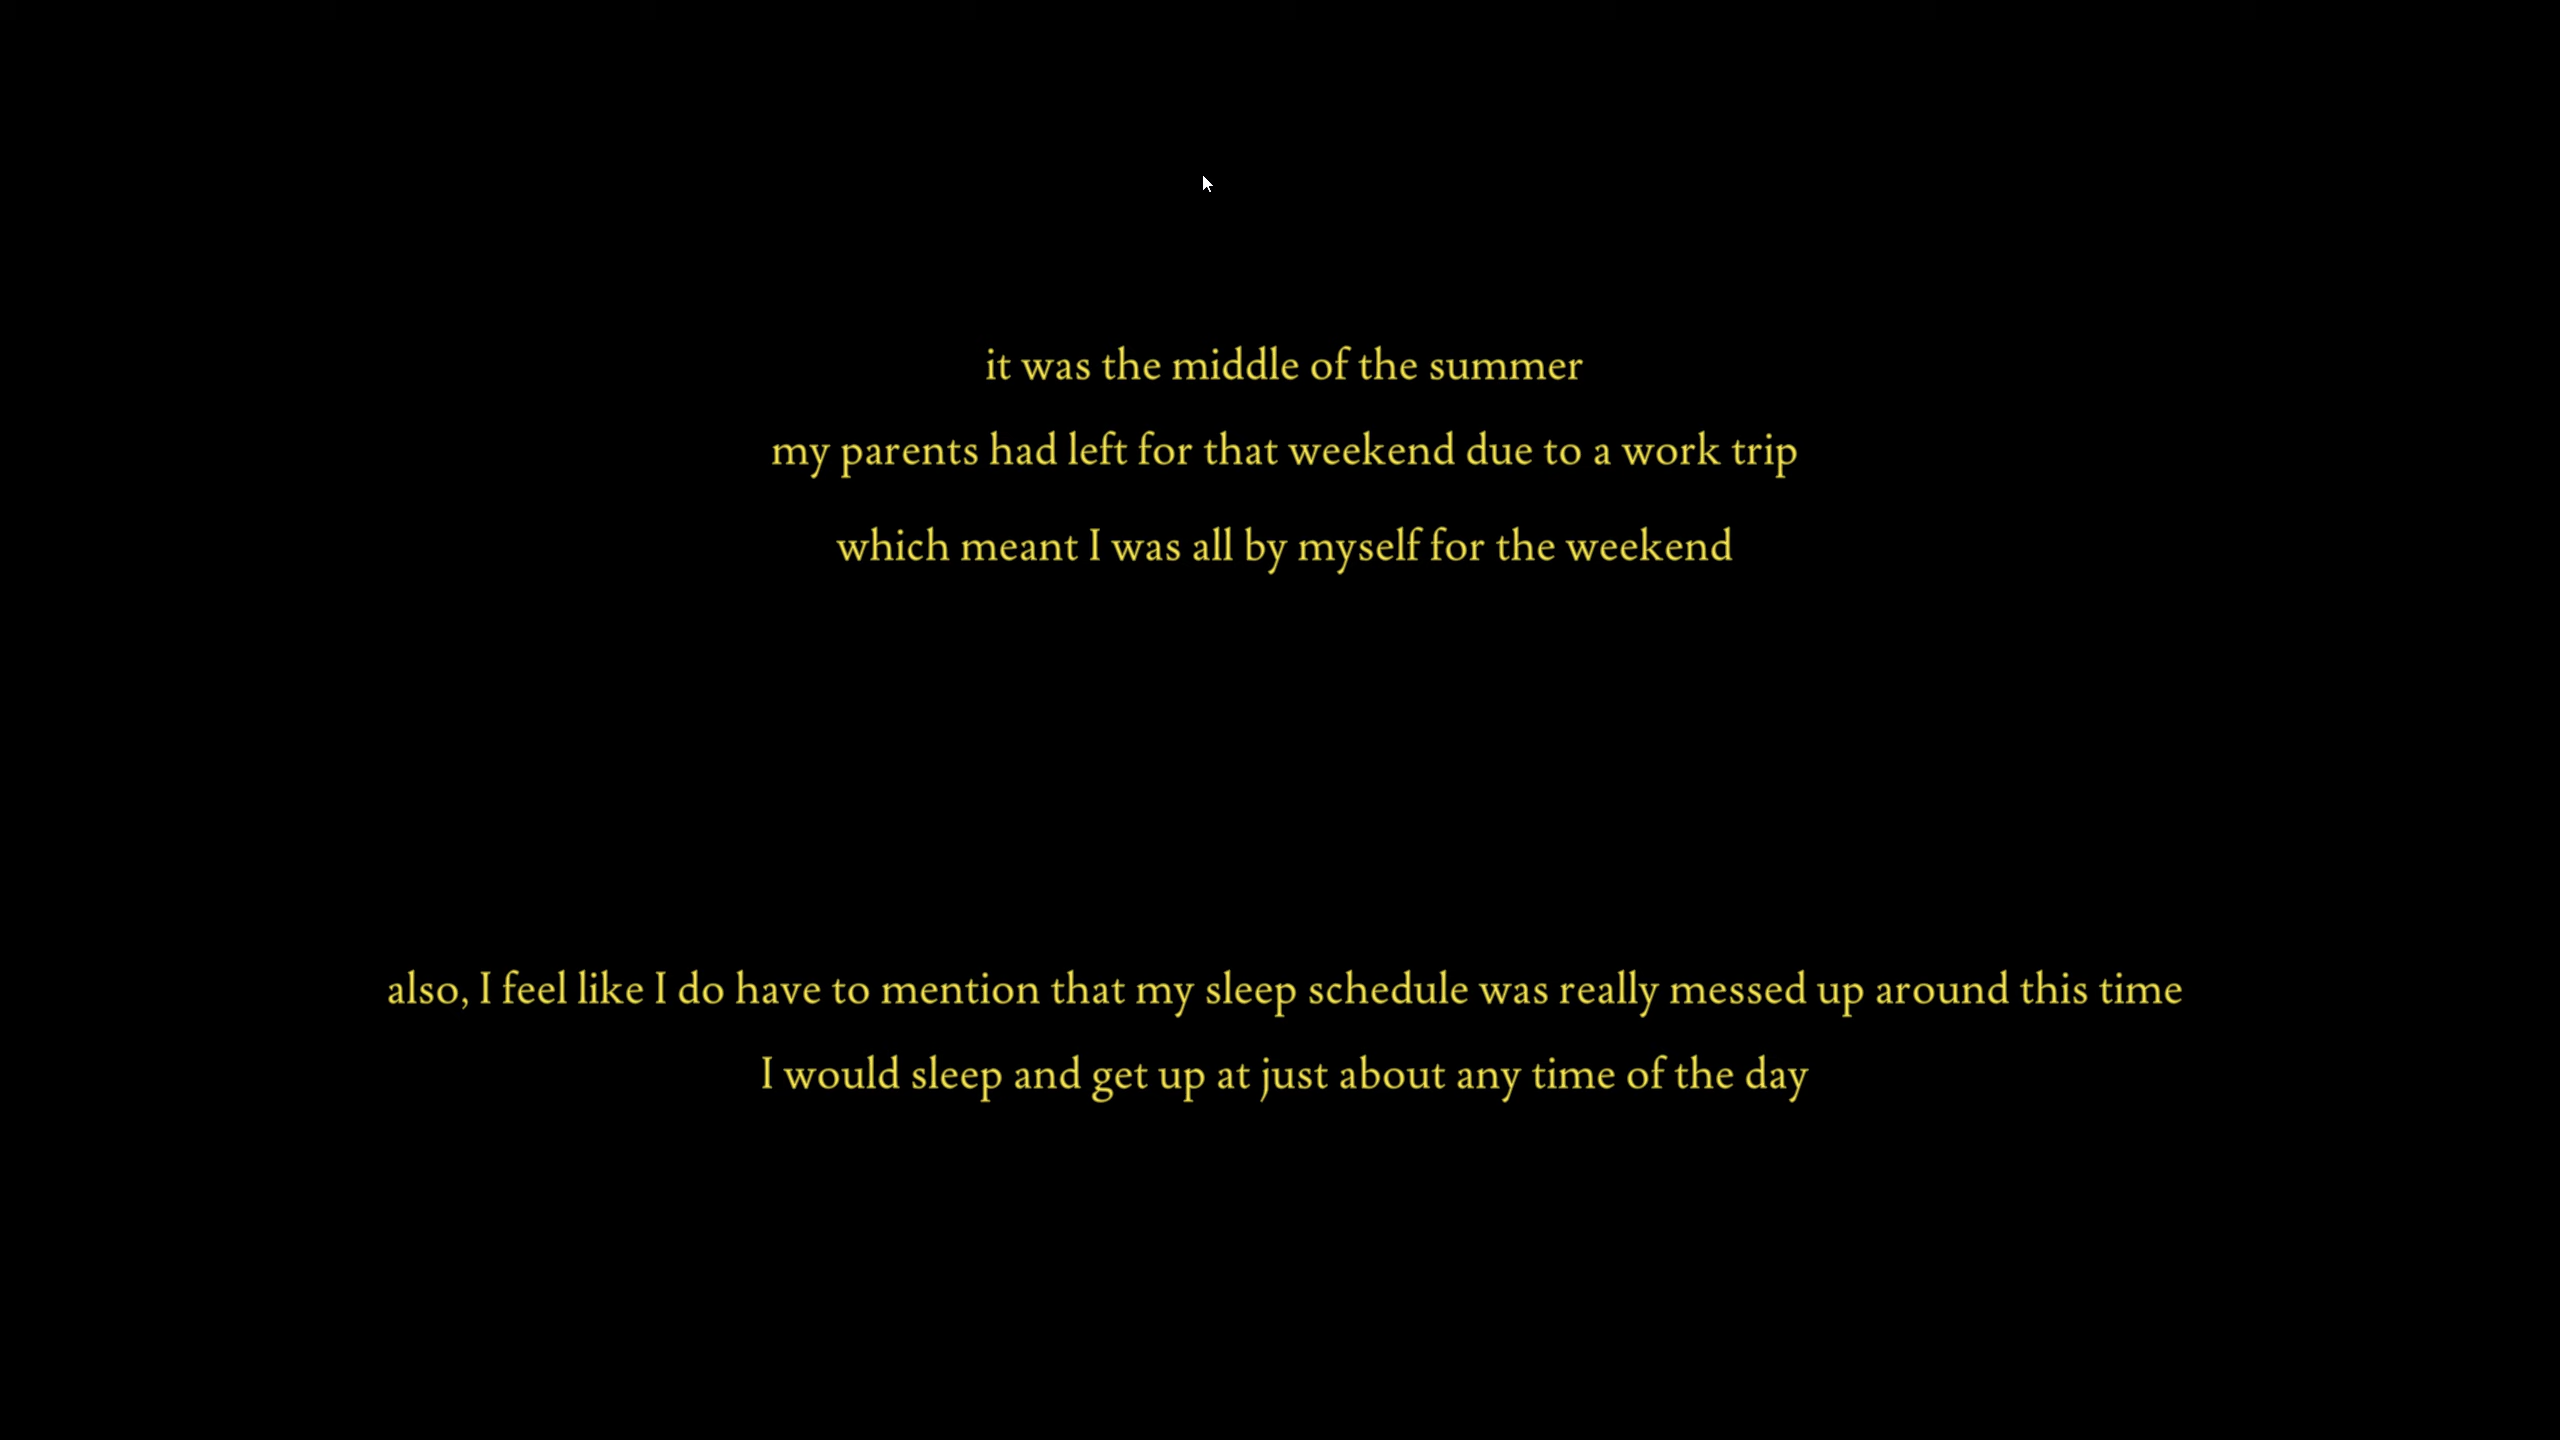 it was the middle of the summer
my parents had left for that weekend due to a work trip
which meant I was all by myself for the weekend
also, I feel like I do have to mention that my sleep schedule was really messed up around this time
I would sleep and get up at just about any time of the day